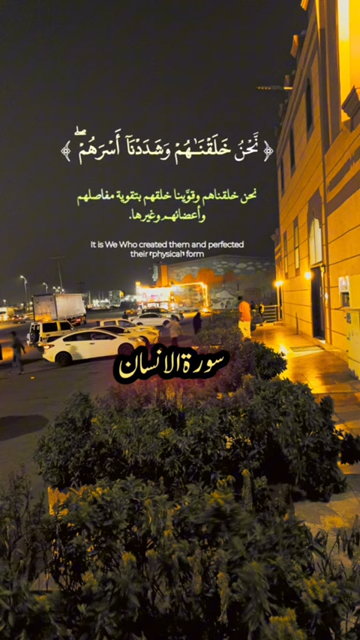 ﴿ نَّحْنُ خَلَقْنَٰهُمْ وَشَدَدْنَآ أَسْرَهُمْ ۖ ﴾
نحن خلقناهم وقوَّينا خلقهم بتقوية مفاصلهم
وأعضائهم وغيرها.
It is We Who created them and perfected
their ˹physical˺ form
سورة الانسان